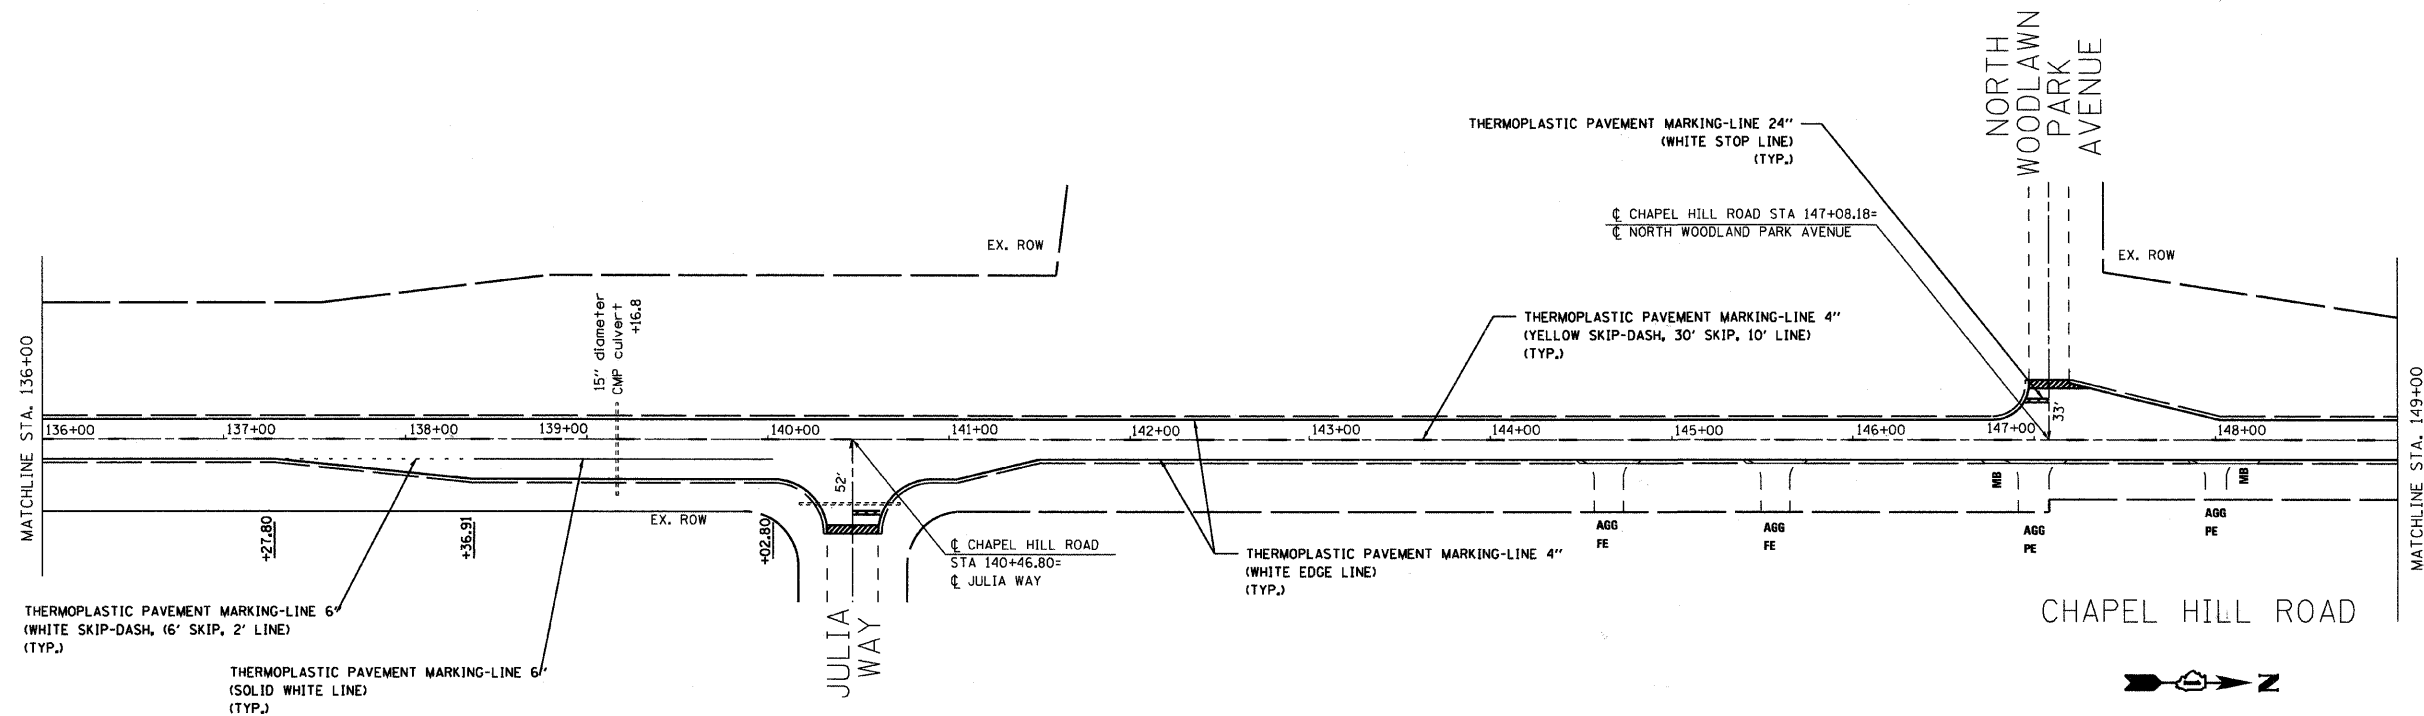 NORTH
WOODLAWN
PARK
AVENUE
THERMOPLASTIC PAVEMENT MARKING-LINE 24"
(WHITE STOP LINE)
(TYP.)
℄ CHAPEL HILL ROAD STA 147+08.18=
℄ NORTH WOODLAND PARK AVENUE
EX. ROW
EX. ROW
15" diameter
CMP culvert
+16.8
THERMOPLASTIC PAVEMENT MARKING-LINE 4"
(YELLOW SKIP-DASH, 30' SKIP, 10' LINE)
(TYP.)
MATCHLINE STA. 136+00
136+00
137+00
138+00
139+00
140+00
141+00
142+00
143+00
144+00
145+00
146+00
147+00
148+00
33'
MATCHLINE STA. 149+00
52'
MB
MB
EX. ROW
+27.80
+36.91
+02.80
AGG
FE
AGG
FE
AGG
PE
AGG
PE
℄ CHAPEL HILL ROAD
STA 140+46.80=
℄ JULIA WAY
THERMOPLASTIC PAVEMENT MARKING-LINE 4"
(WHITE EDGE LINE)
(TYP.)
THERMOPLASTIC PAVEMENT MARKING-LINE 6"
(WHITE SKIP-DASH, (6' SKIP, 2' LINE)
(TYP.)
THERMOPLASTIC PAVEMENT MARKING-LINE 6"
(SOLID WHITE LINE)
(TYP.)
JULIA
WAY
CHAPEL HILL ROAD
N